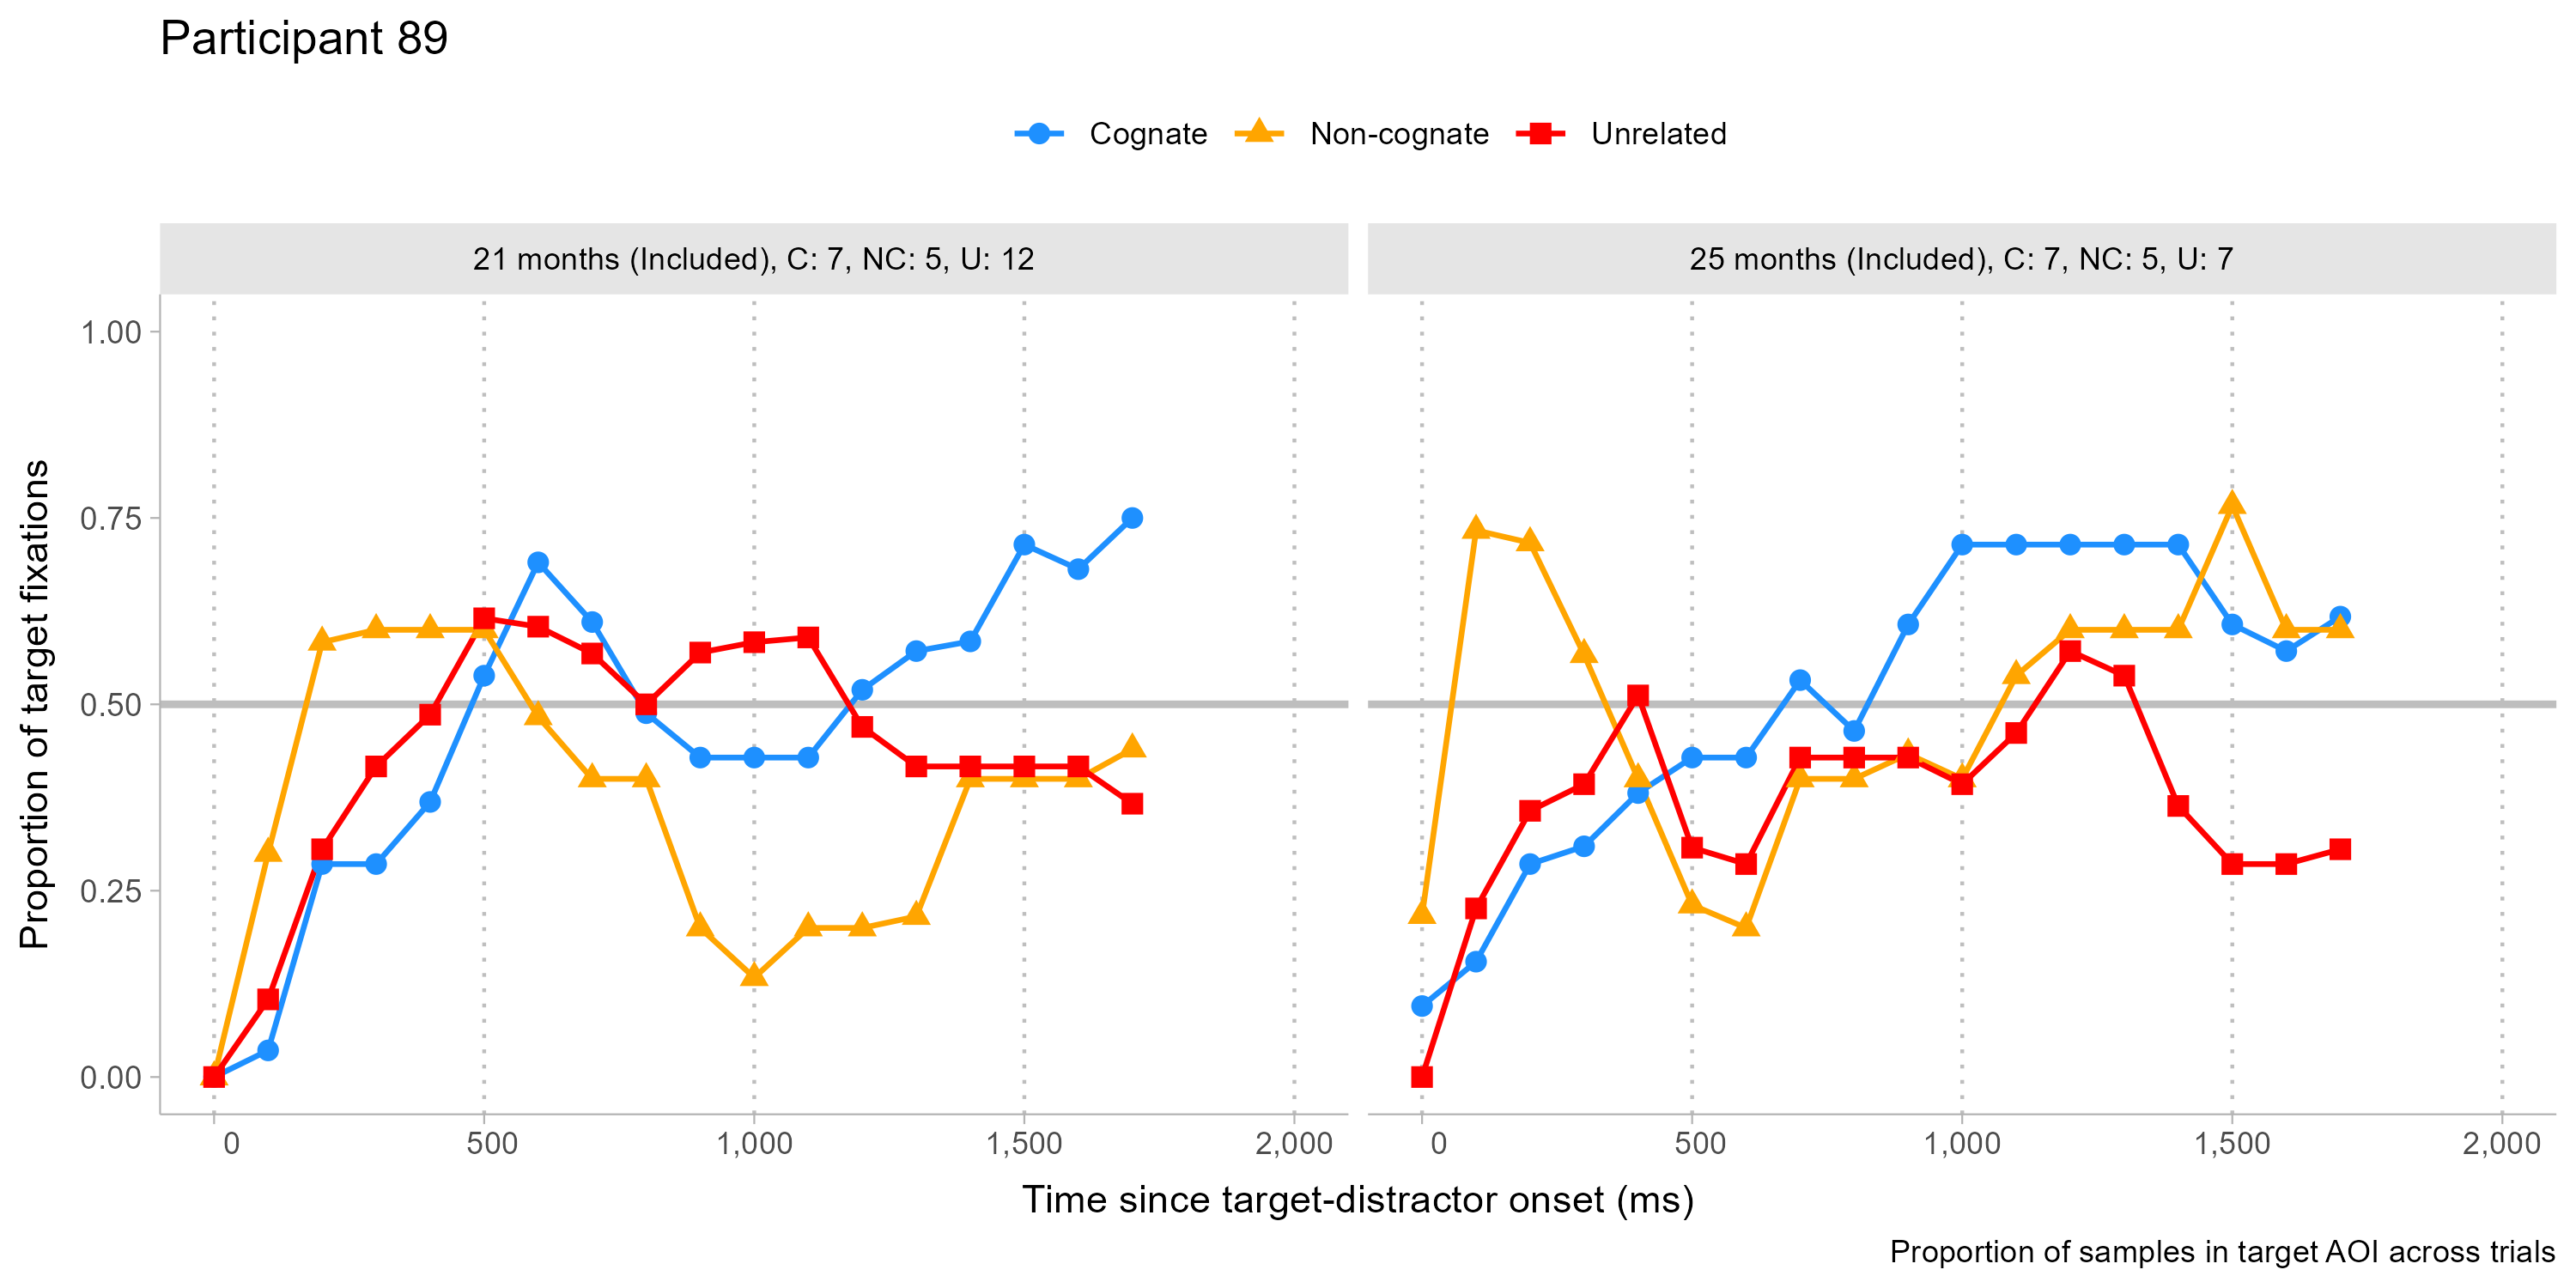 Participant 89
Cognate Non-cognate Unrelated
21 months (Included), C: 7, NC: 5, U: 12
25 months (Included), C: 7, NC: 5, U: 7
Proportion of target fixations
1.00
0.75
0.50
0.25
0.00
0 500 1,000 1,500 2,000
0 500 1,000 1,500 2,000
Time since target-distractor onset (ms)
Proportion of samples in target AOI across trials